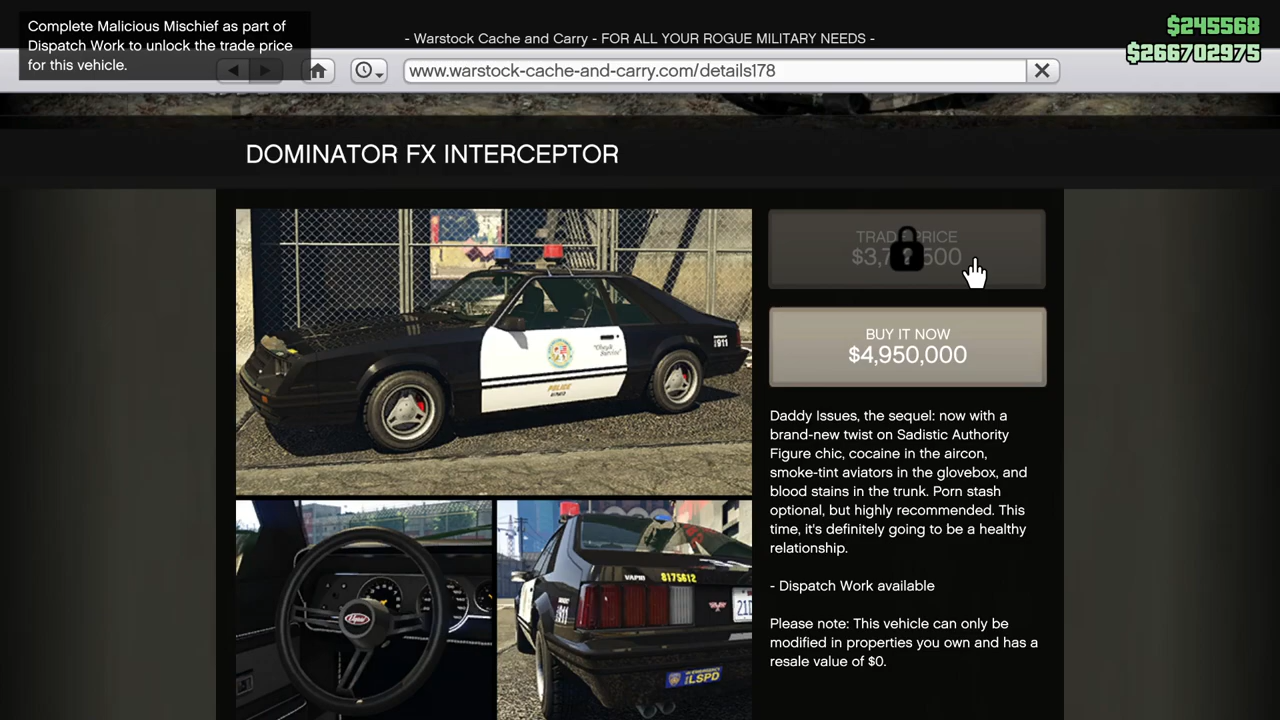 Complete Malicious Mischief as part of
Dispatch Work to unlock the trade price
for this vehicle.
- Warstock Cache and Carry - FOR ALL YOUR ROGUE MILITARY NEEDS -
$245568
$266702975
www.warstock-cache-and-carry.com/details178
DOMINATOR FX INTERCEPTOR
TRADE PRICE
BUY IT NOW
$4,950,000
Daddy Issues, the sequel: now with a
brand-new twist on Sadistic Authority
Figure chic, cocaine in the aircon,
smoke-tint aviators in the glovebox, and
blood stains in the trunk. Porn stash
optional, but highly recommended. This
time, it's definitely going to be a healthy
relationship.
- Dispatch Work available
Please note: This vehicle can only be
modified in properties you own and has a
resale value of $0.
POLICE
911
Vapid
VAPID
8175612
911
LSPD